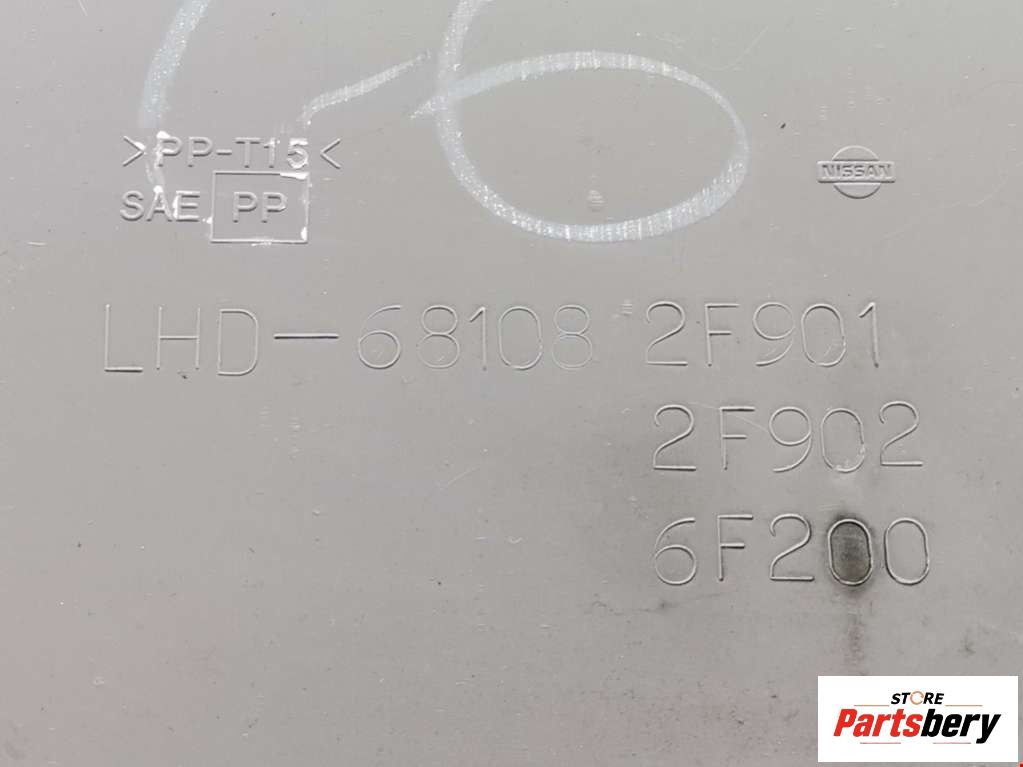 >PP-T15<
SAE PP
NISSAN
LHD-68108 2F901
2F902
6F200
STORE
Partsbery